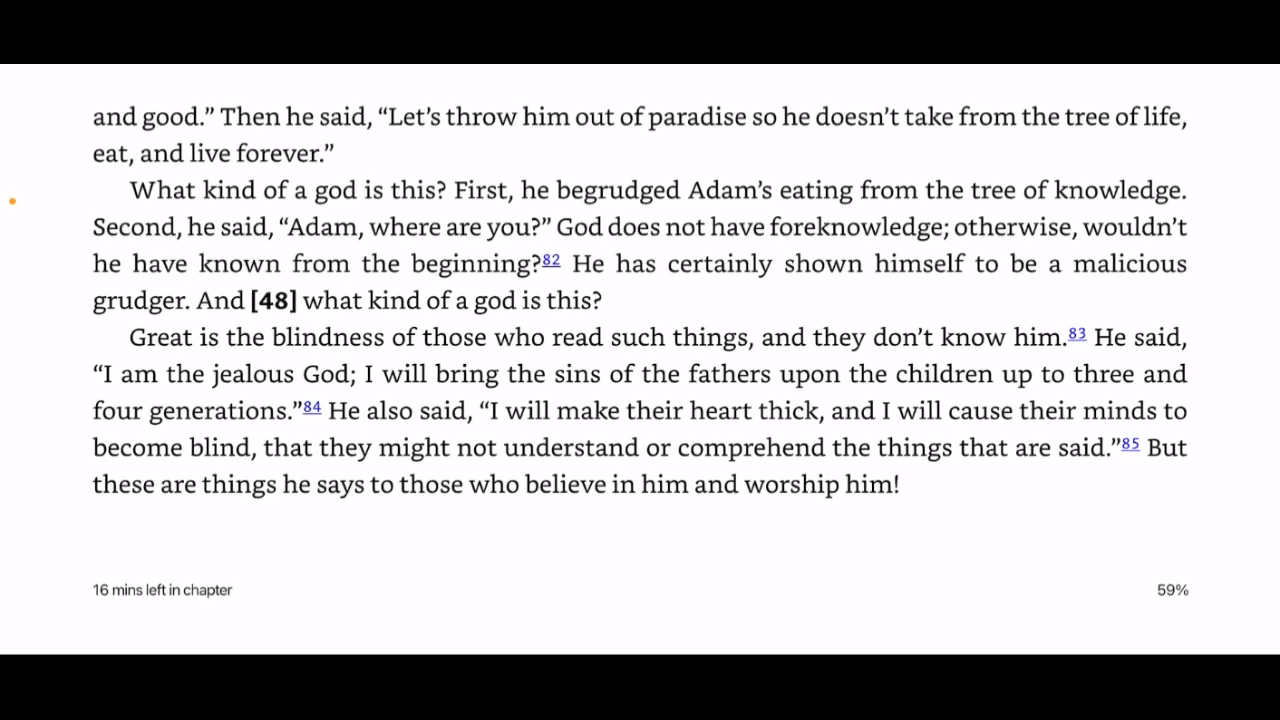 and good.” Then he said, “Let’s throw him out of paradise so he doesn’t take from the tree of life,
eat, and live forever.”
What kind of a god is this? First, he begrudged Adam’s eating from the tree of knowledge.
Second, he said, “Adam, where are you?” God does not have foreknowledge; otherwise, wouldn’t
he have known from the beginning?82 He has certainly shown himself to be a malicious
grudger. And [48] what kind of a god is this?
Great is the blindness of those who read such things, and they don’t know him.83 He said,
“I am the jealous God; I will bring the sins of the fathers upon the children up to three and
four generations.”84 He also said, “I will make their heart thick, and I will cause their minds to
become blind, that they might not understand or comprehend the things that are said.”85 But
these are things he says to those who believe in him and worship him!
16 mins left in chapter
59%